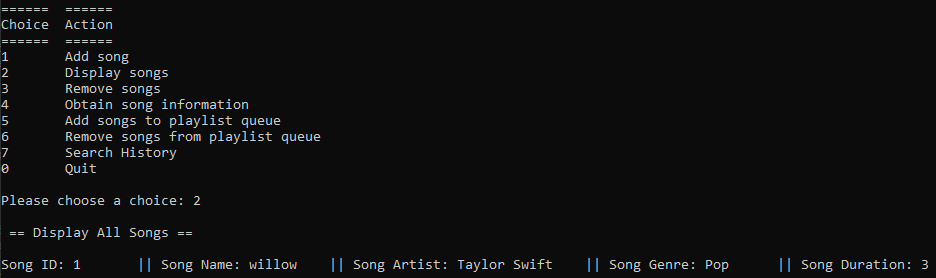 ======  ======
Choice  Action
======  ======
1       Add song
2       Display songs
3       Remove songs
4       Obtain song information
5       Add songs to playlist queue
6       Remove songs from playlist queue
7       Search History
0       Quit
Please choose a choice: 2
 == Display All Songs ==
Song ID: 1       || Song Name: willow    || Song Artist: Taylor Swift    || Song Genre: Pop      || Song Duration: 3